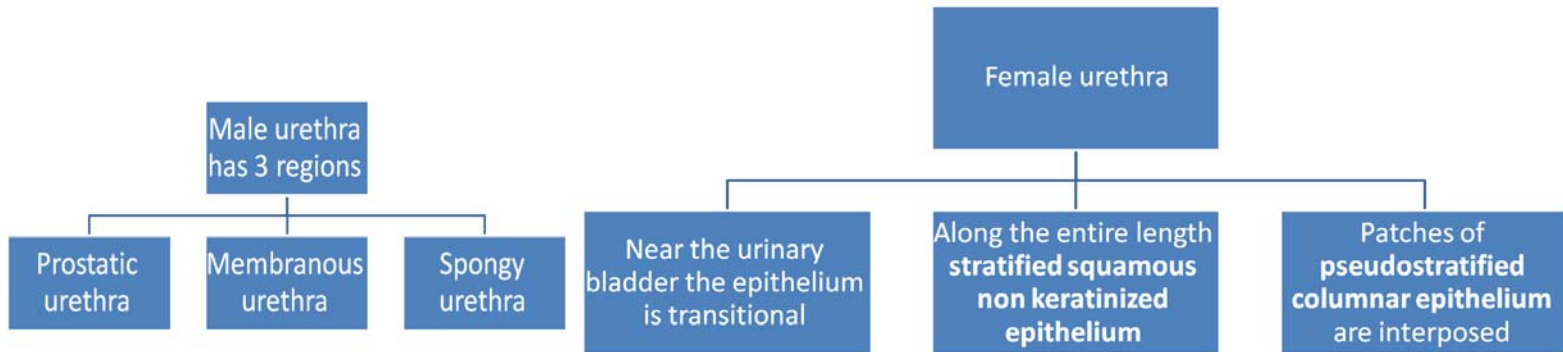 Male urethra
has 3 regions
Prostatic
urethra
Membranous
urethra
Spongy
urethra
Female urethra
Near the urinary
bladder the epithelium
is transitional
Along the entire length
stratified squamous
non keratinized
epithelium
Patches of
pseudostratified
columnar epithelium
are interposed